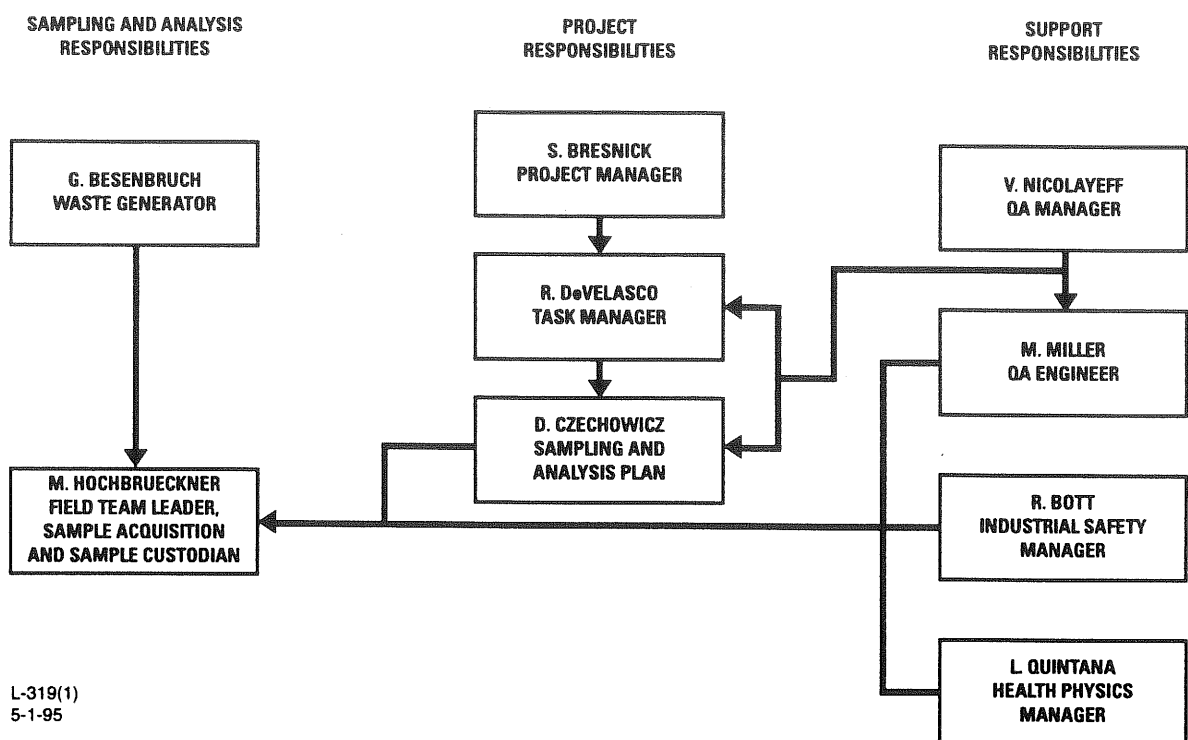 SAMPLING AND ANALYSIS
RESPONSIBILITIES
PROJECT
RESPONSIBILITIES
SUPPORT
RESPONSIBILITIES
G. BESENBRUCH
WASTE GENERATOR
S. BRESNICK
PROJECT MANAGER
V. NICOLAYEFF
QA MANAGER
R. DeVELASCO
TASK MANAGER
M. MILLER
QA ENGINEER
D. CZECHOWICZ
SAMPLING AND
ANALYSIS PLAN
M. HOCHBRUECKNER
FIELD TEAM LEADER,
SAMPLE ACQUISITION
AND SAMPLE CUSTODIAN
R. BOTT
INDUSTRIAL SAFETY
MANAGER
L. QUINTANA
HEALTH PHYSICS
MANAGER
L-319(1)
5-1-95